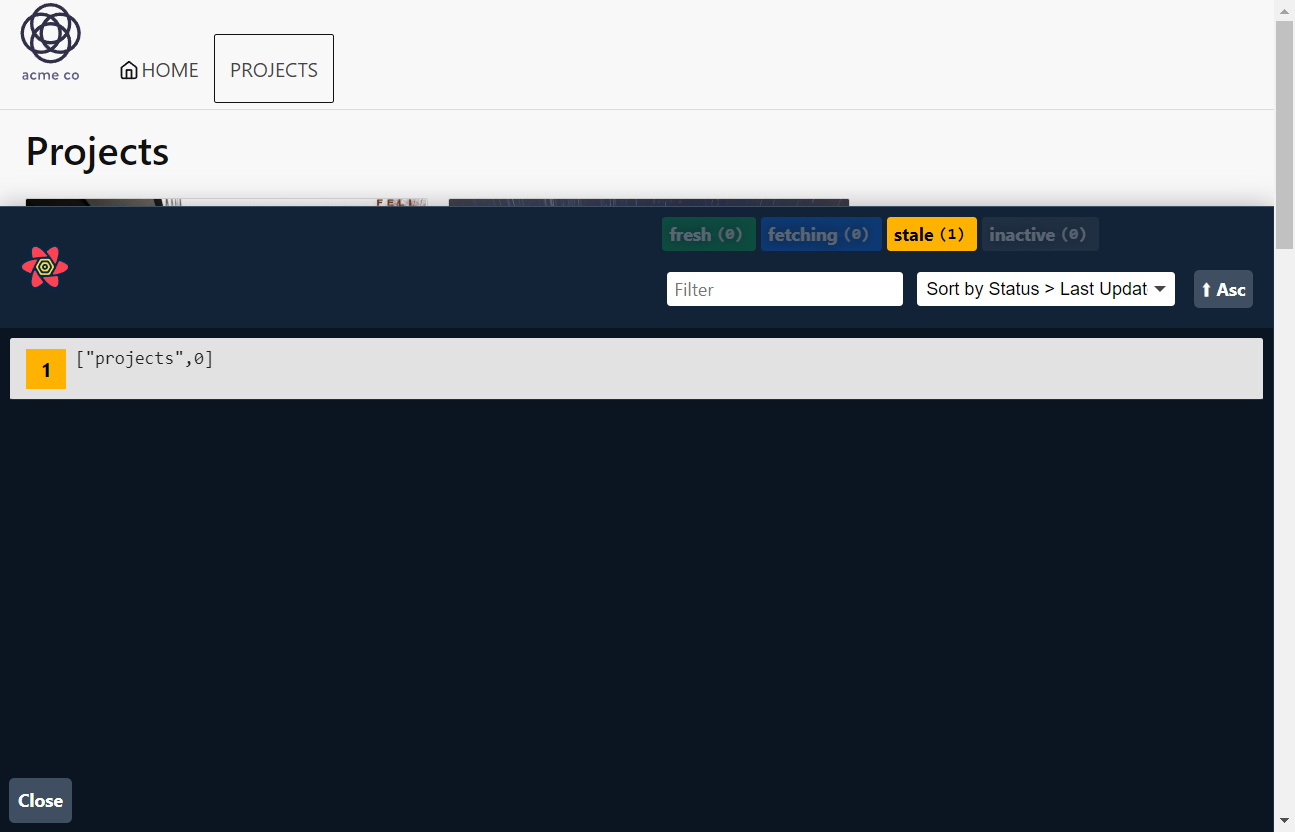 acme co
HOME
PROJECTS
Projects
FELI
fresh (0) fetching (0) stale (1) inactive (0)
Filter
Sort by Status > Last Updat
⬆ Asc
1 ["projects",0]
Close